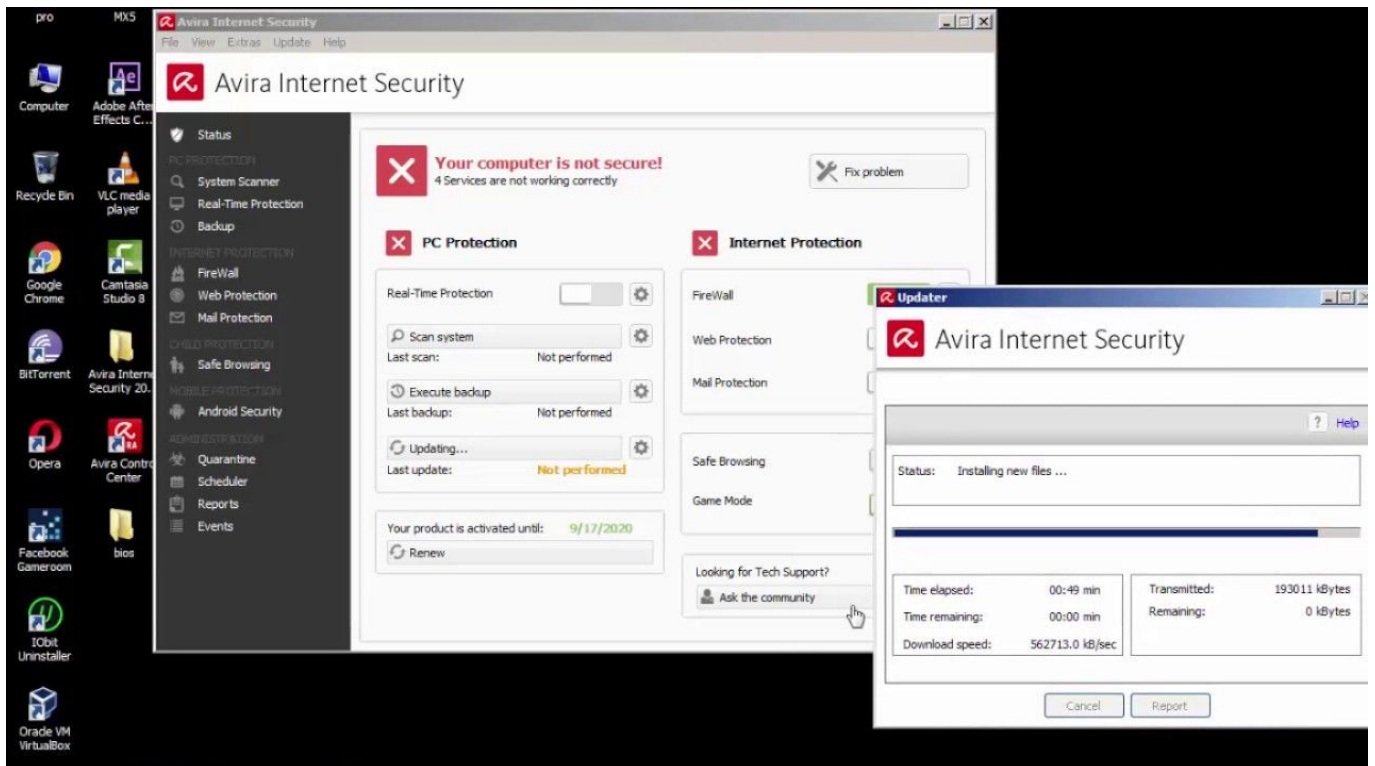 pro
MX5
Computer
Adobe After
Effects C...
Recycle Bin
VLC media
player
Google
Chrome
Camtasia
Studio 8
BitTorrent
Avira Interne
Security 20.
Opera
Avira Contro
Center
Facebook
Gameroom
bios
IObit
Uninstaller
Oracle VM
VirtualBox
Avira Internet Security
File View Extras Update Help
Avira Internet Security
Status
PC PROTECTION
System Scanner
Real-Time Protection
Backup
INTERNET PROTECTION
FireWall
Web Protection
Mail Protection
CHILD PROTECTION
Safe Browsing
MOBILE PROTECTION
Android Security
ADMINISTRATION
Quarantine
Scheduler
Reports
Events
Your computer is not secure!
4 Services are not working correctly
Fix problem
PC Protection
Real-Time Protection
Scan system
Last scan: Not performed
Execute backup
Last backup: Not performed
Updating...
Last update: Not performed
Your product is activated until: 9/17/2020
Renew
Internet Protection
FireWall
Web Protection
Mail Protection
Safe Browsing
Game Mode
Looking for Tech Support?
Ask the community
Updater
Avira Internet Security
? Help
Status: Installing new files ...
Time elapsed: 00:49 min
Time remaining: 00:00 min
Download speed: 562713.0 kB/sec
Transmitted: 193011 kBytes
Remaining: 0 kBytes
Cancel
Report